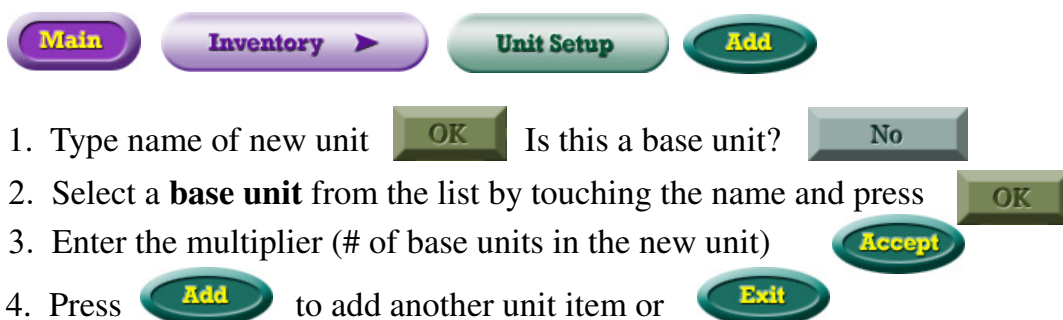 Main Inventory ➤ Unit Setup Add
1. Type name of new unit OK Is this a base unit? No
2. Select a base unit from the list by touching the name and press OK
3. Enter the multiplier (# of base units in the new unit) Accept
4. Press Add to add another unit item or Exit